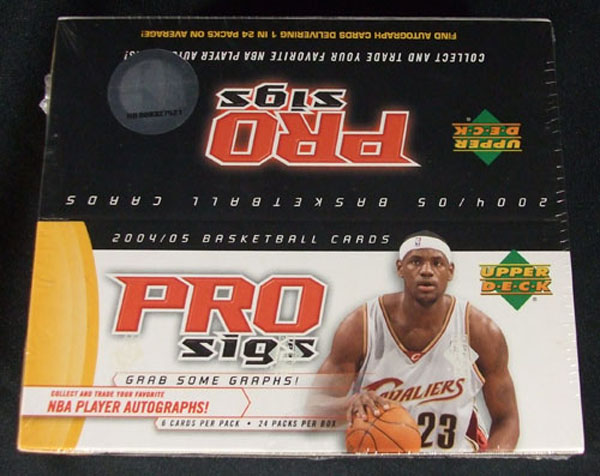 FIND AUTOGRAPH CARDS DELIVERING 1 IN 24 PACKS ON AVERAGE!
COLLECT AND TRADE YOUR FAVORITE NBA PLAYER
PRO
sigs
UPPER
DECK
2004/05 BASKETBALL CARDS
2004/05 BASKETBALL CARDS
PRO
sigs
UPPER
DECK
GRAB SOME GRAPHS!
COLLECT AND TRADE YOUR FAVORITE
NBA PLAYER AUTOGRAPHS!
6 CARDS PER PACK • 24 PACKS PER BOX
CAVALIERS
23